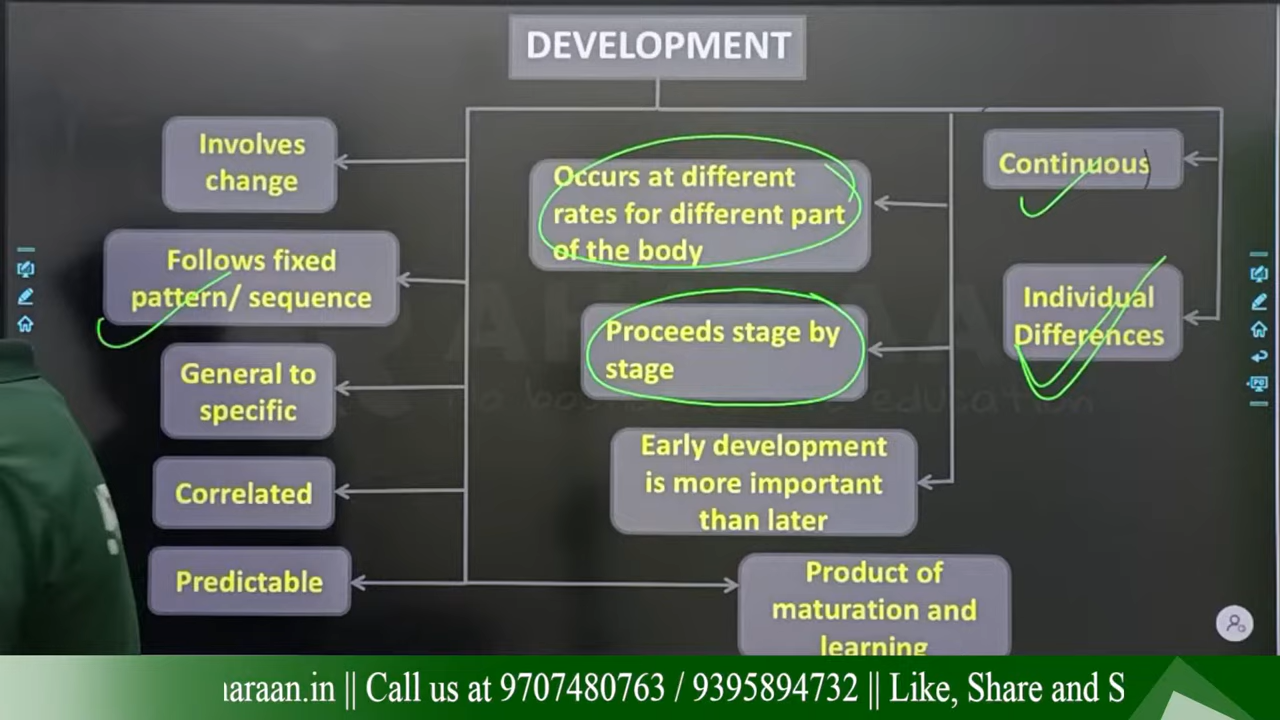 DEVELOPMENT
Involves
change
Follows fixed
pattern/ sequence
General to
specific
Correlated
Predictable
Occurs at different
rates for different part
of the body
Proceeds stage by
stage
Early development
is more important
than later
Product of
maturation and
learning
Continuous
Individual
Differences
araan.in || Call us at 9707480763 / 9395894732 || Like, Share and S